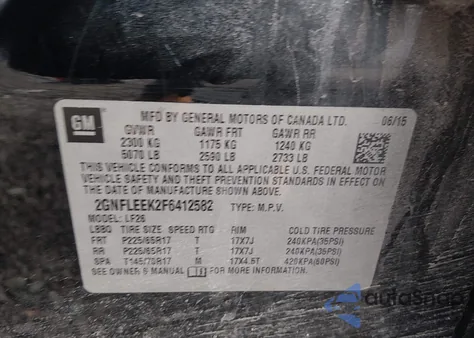 GM
MFD BY GENERAL MOTORS OF CANADA LTD. 06/15
GVWR GAWR FRT GAWR RR
2300 KG 1175 KG 1240 KG
5070 LB 2590 LB 2733 LB
THIS VEHICLE CONFORMS TO ALL APPLICABLE U.S. FEDERAL MOTOR
VEHICLE SAFETY AND THEFT PREVENTION STANDARDS IN EFFECT
ON THE DATE OF MANUFACTURE SHOWN ABOVE.
2GNFLEEK2F6412582 TYPE: M.P.V.
MODEL: LF26
LBBQ TIRE SIZE SPEED RTG RIM COLD TIRE PRESSURE
FRT P225/65R17 T 17X7J 240KPA(35PSI)
RR P225/65R17 T 17X7J 240KPA(35PSI)
SPA T145/70R17 M 17X4.5T 420KPA(60PSI)
SEE OWNER'S MANUAL FOR MORE INFORMATION.
autosnap